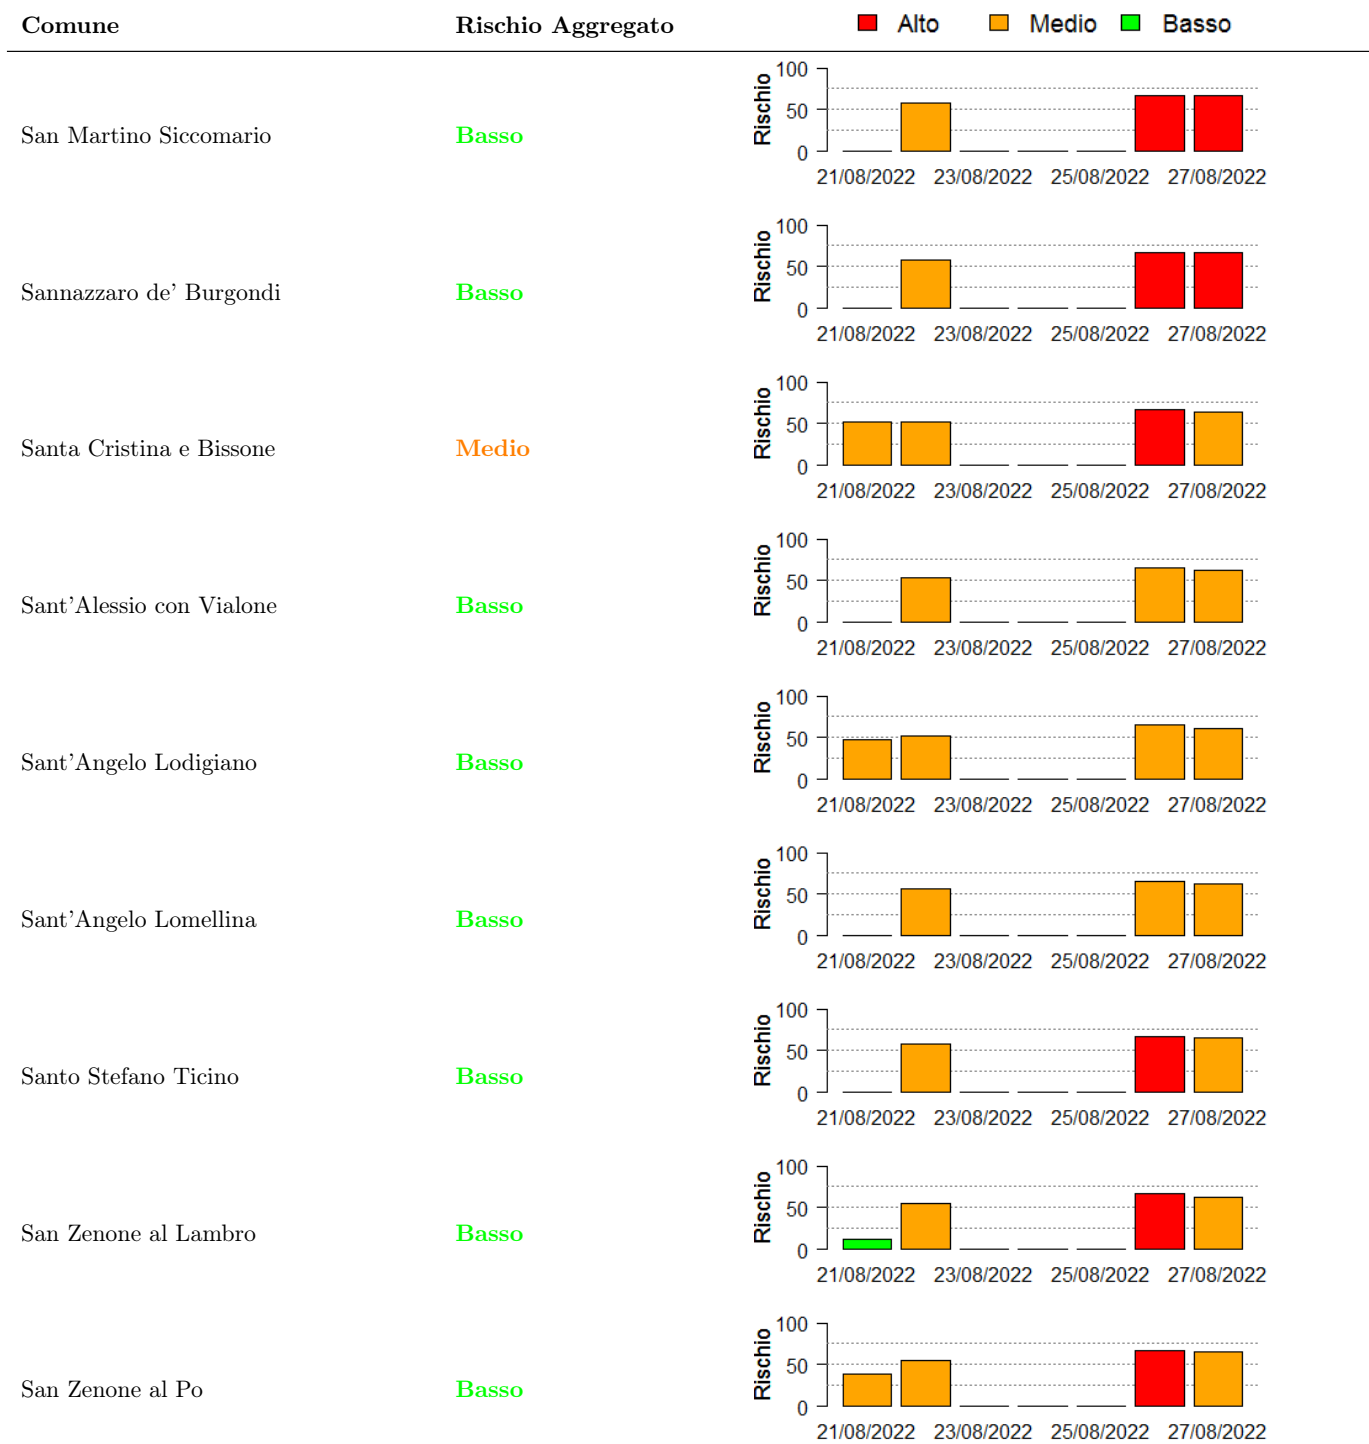 Comune Rischio Aggregato Alto Medio Basso
100
50
0
Rischio
San Martino Siccomario Basso
21/08/2022 23/08/2022 25/08/2022 27/08/2022
100
50
0
Rischio
Sannazzaro de' Burgondi Basso
21/08/2022 23/08/2022 25/08/2022 27/08/2022
100
50
0
Rischio
Santa Cristina e Bissone Medio
21/08/2022 23/08/2022 25/08/2022 27/08/2022
100
50
0
Rischio
Sant'Alessio con Vialone Basso
21/08/2022 23/08/2022 25/08/2022 27/08/2022
100
50
0
Rischio
Sant'Angelo Lodigiano Basso
21/08/2022 23/08/2022 25/08/2022 27/08/2022
100
50
0
Rischio
Sant'Angelo Lomellina Basso
21/08/2022 23/08/2022 25/08/2022 27/08/2022
100
50
0
Rischio
Santo Stefano Ticino Basso
21/08/2022 23/08/2022 25/08/2022 27/08/2022
100
50
0
Rischio
San Zenone al Lambro Basso
21/08/2022 23/08/2022 25/08/2022 27/08/2022
100
50
0
Rischio
San Zenone al Po Basso
21/08/2022 23/08/2022 25/08/2022 27/08/2022